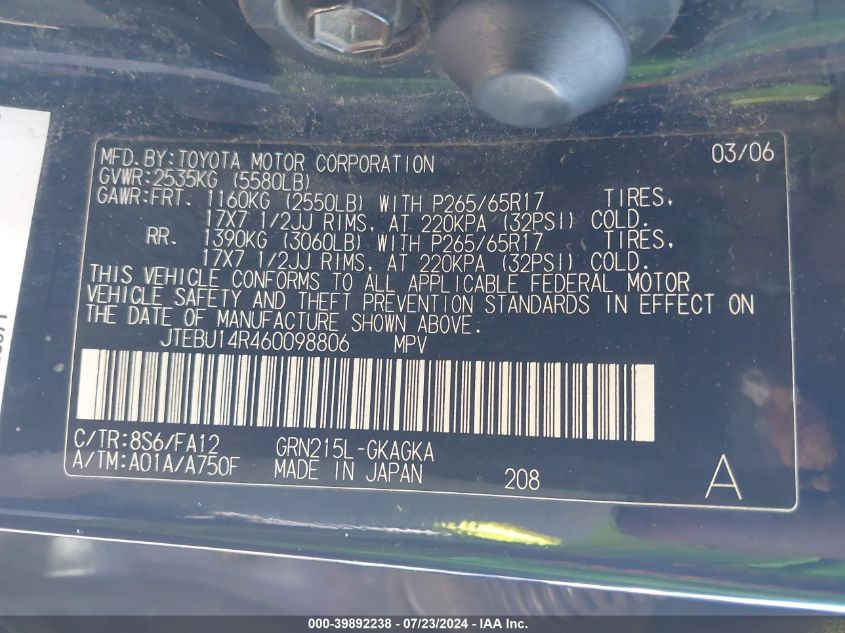 MFD.BY:TOYOTA MOTOR CORPORATION 03/06
GVWR:2535KG (5580LB)
GAWR:FRT. 1160KG (2550LB) WITH P265/65R17 TIRES,
17X7 1/2JJ RIMS, AT 220KPA (32PSI) COLD.
RR. 1390KG (3060LB) WITH P265/65R17 TIRES,
17X7 1/2JJ RIMS, AT 220KPA (32PSI) COLD.
THIS VEHICLE CONFORMS TO ALL APPLICABLE FEDERAL MOTOR
VEHICLE SAFETY AND THEFT PREVENTION STANDARDS IN EFFECT ON
THE DATE OF MANUFACTURE SHOWN ABOVE.
JTEBU14R460098806 MPV
C/TR:8S6/FA12 GRN215L-GKAGKA
A/TM:A01A/A750F MADE IN JAPAN 208 A
000-39892238 - 07/23/2024 - IAA Inc.